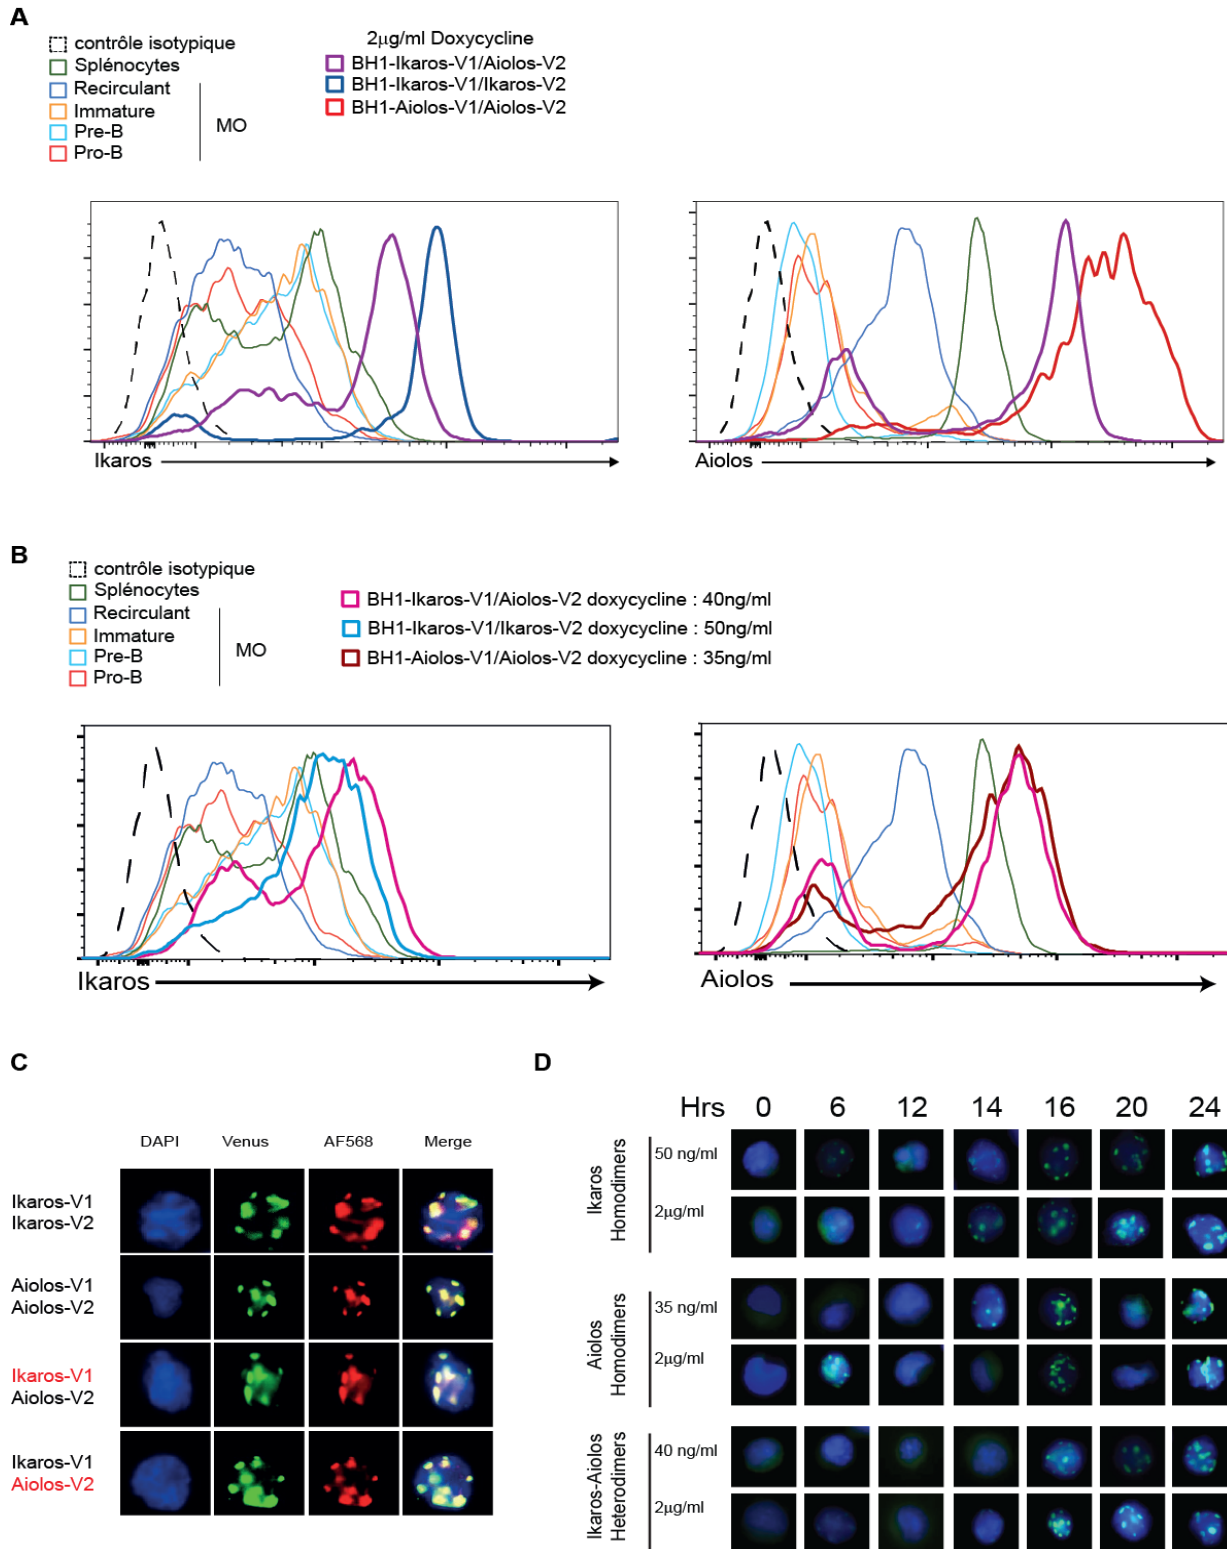 A
contrôle isotypique
Splénocytes
Recirculant
Immature
Pre-B
Pro-B
MO
2µg/ml Doxycycline
BH1-Ikaros-V1/Aiolos-V2
BH1-Ikaros-V1/Ikaros-V2
BH1-Aiolos-V1/Aiolos-V2
Ikaros
Aiolos
B
contrôle isotypique
Splénocytes
Recirculant
Immature
Pre-B
Pro-B
MO
BH1-Ikaros-V1/Aiolos-V2 doxycycline : 40ng/ml
BH1-Ikaros-V1/Ikaros-V2 doxycycline : 50ng/ml
BH1-Aiolos-V1/Aiolos-V2 doxycycline : 35ng/ml
Ikaros
Aiolos
C
DAPI Venus AF568 Merge
Ikaros-V1
Ikaros-V2
Aiolos-V1
Aiolos-V2
Ikaros-V1
Aiolos-V2
Ikaros-V1
Aiolos-V2
D
Hrs 0 6 12 14 16 20 24
Ikaros
Homodimers
50 ng/ml
2µg/ml
Aiolos
Homodimers
35 ng/ml
2µg/ml
Ikaros-Aiolos
Heterodimers
40 ng/ml
2µg/ml